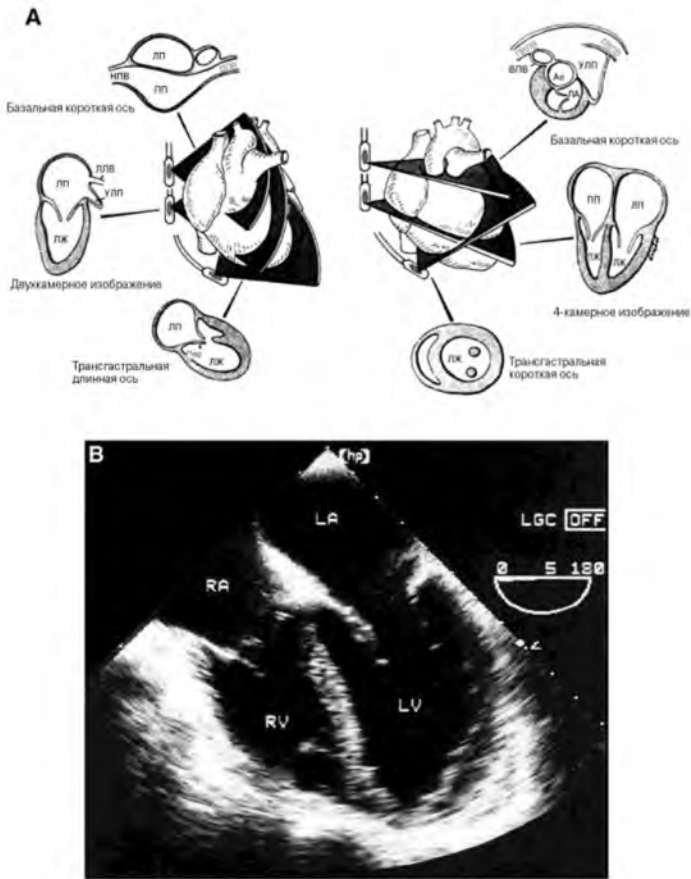 A
ЛП
НПВ
ПП
Базальная короткая ось
ЛП
ЛЛВ
УЛП
ЛЖ
Двухкамерное изображение
ЛП
ЛЖ
Трансгастральная
длинная ось
ВПВ
Ао
УЛП
ЛА
Базальная короткая ось
ПП
ЛП
ПЖ
ЛЖ
4-камерное изображение
ЛЖ
Трансгастральная
короткая ось
B
hp
LA
LGC OFF
0 5 180
RA
RV
LV